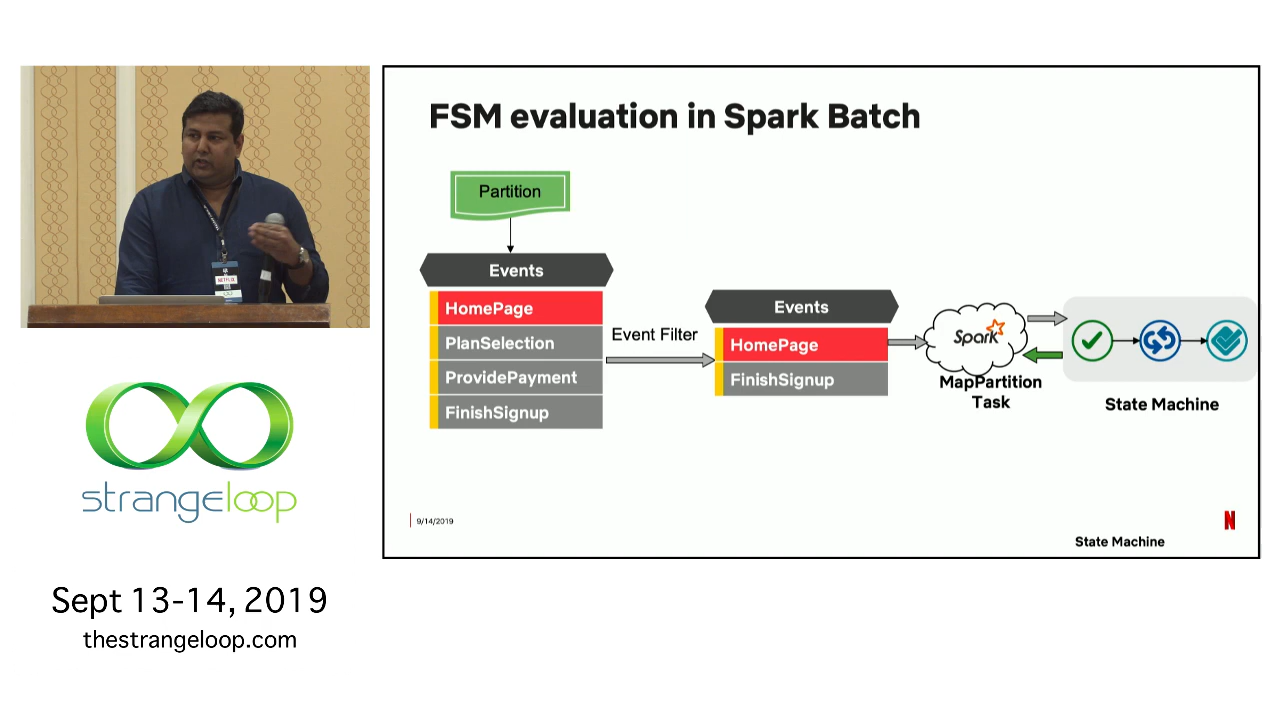 FSM evaluation in Spark Batch
Partition
Events
HomePage
PlanSelection
ProvidePayment
FinishSignup
Event Filter
Events
HomePage
FinishSignup
Spark
MapPartition
Task
State Machine
9/14/2019
N
State Machine
NETFLIX
strangeloop
Sept 13-14, 2019
thestrangeloop.com